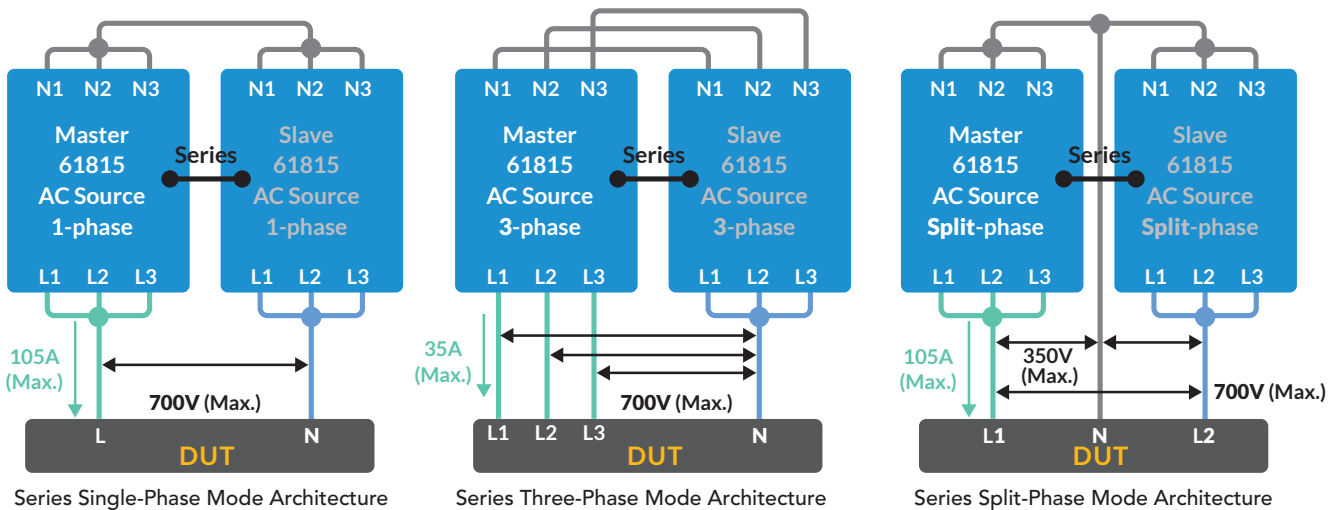 N1 N2 N3
Master
61815
AC Source
1-phase
L1 L2 L3
Series
N1 N2 N3
Slave
61815
AC Source
1-phase
L1 L2 L3
105A
(Max.)
700V (Max.)
L N
DUT
Series Single-Phase Mode Architecture
N1 N2 N3
Master
61815
AC Source
3-phase
L1 L2 L3
Series
N1 N2 N3
Slave
61815
AC Source
3-phase
L1 L2 L3
35A
(Max.)
700V (Max.)
L1 L2 L3 N
DUT
Series Three-Phase Mode Architecture
N1 N2 N3
Master
61815
AC Source
Split-phase
L1 L2 L3
Series
N1 N2 N3
Slave
61815
AC Source
Split-phase
L1 L2 L3
105A
(Max.)
350V
(Max.)
700V (Max.)
L1 N L2
DUT
Series Split-Phase Mode Architecture